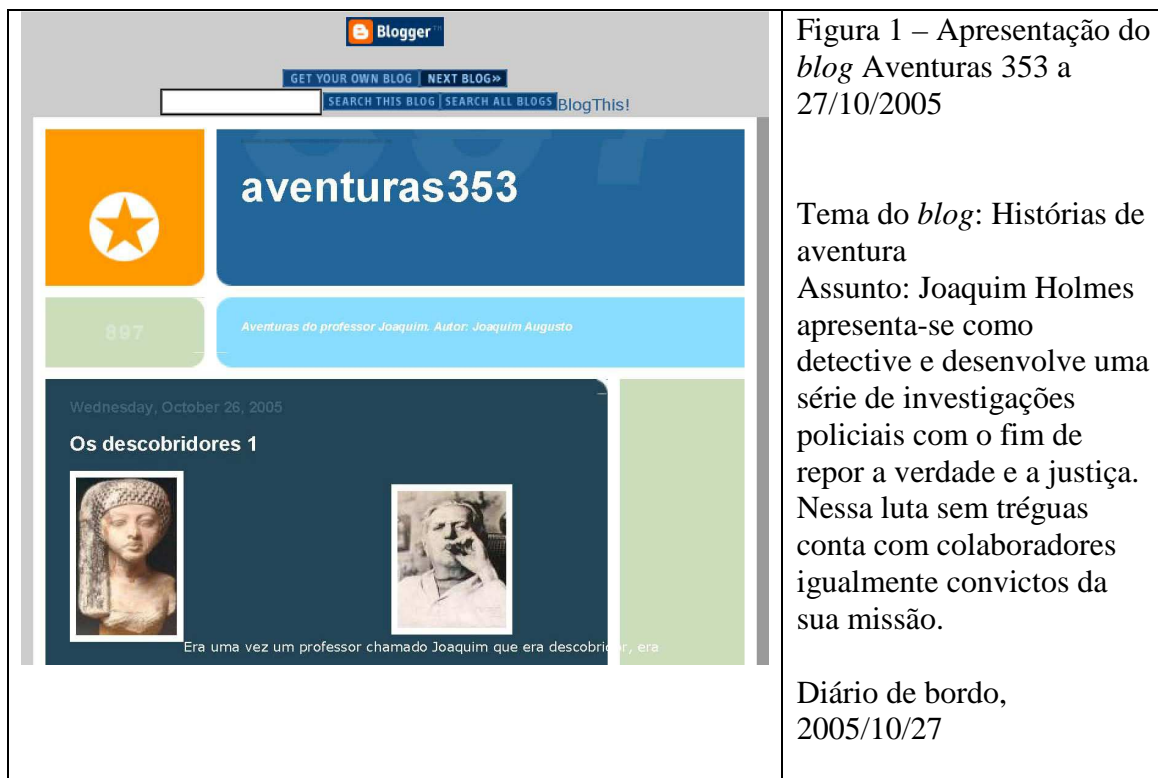 Blogger™
GET YOUR OWN BLOG NEXT BLOG»
SEARCH THIS BLOG SEARCH ALL BLOGS BlogThis!
aventuras353
897
Aventuras do professor Joaquim. Autor: Joaquim Augusto
Wednesday, October 26, 2005
Os descobridores 1
Era uma vez um professor chamado Joaquim que era descobridor, era
Figura 1 – Apresentação do
blog Aventuras 353 a
27/10/2005
Tema do blog: Histórias de
aventura
Assunto: Joaquim Holmes
apresenta-se como
detective e desenvolve uma
série de investigações
policiais com o fim de
repor a verdade e a justiça.
Nessa luta sem tréguas
conta com colaboradores
igualmente convictos da
sua missão.
Diário de bordo,
2005/10/27